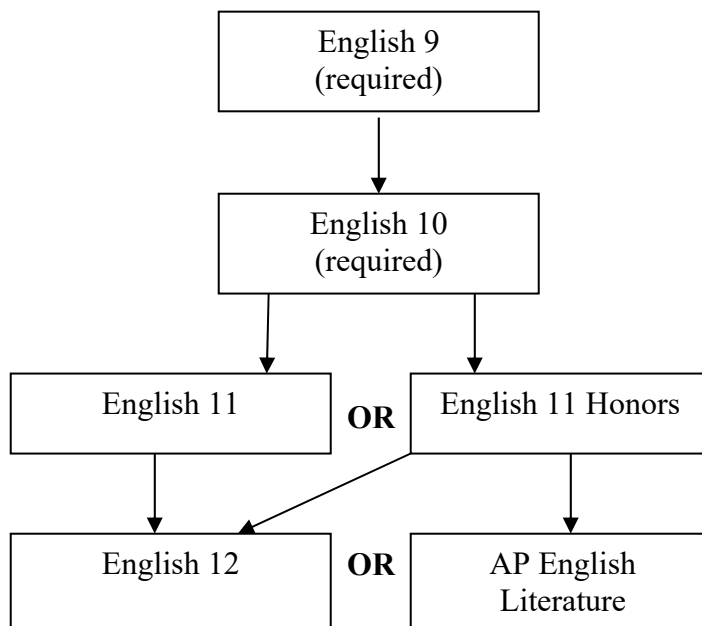 English 9
(required)
English 10
(required)
English 11
OR
English 11 Honors
English 12
OR
AP English
Literature